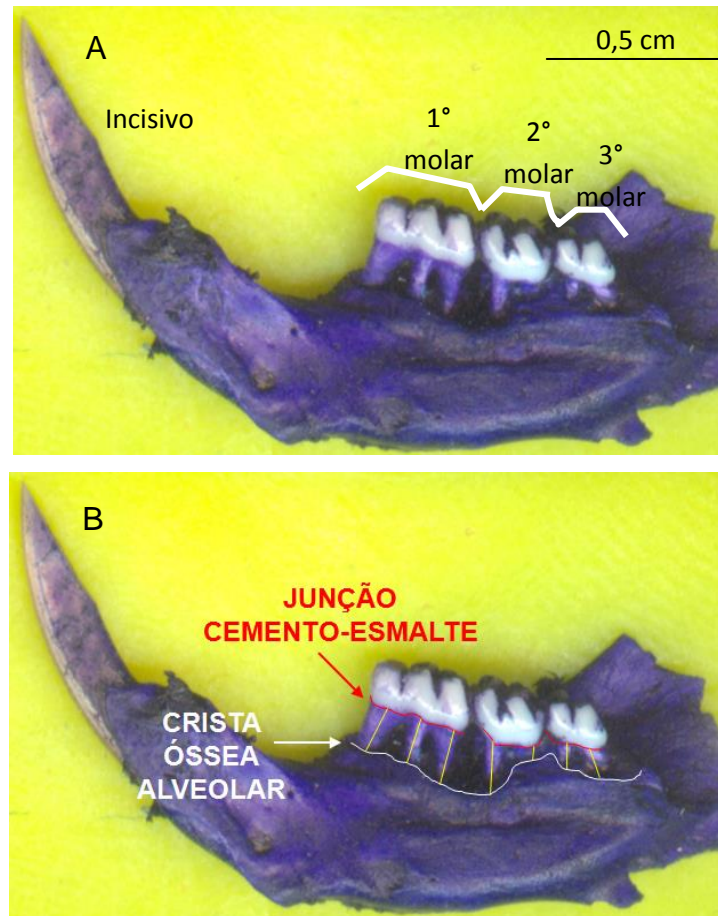 A
0,5 cm
Incisivo
1°
molar
2°
molar
3°
molar
B
JUNÇÃO
CEMENTO-ESMALTE
CRISTA
ÓSSEA
ALVEOLAR